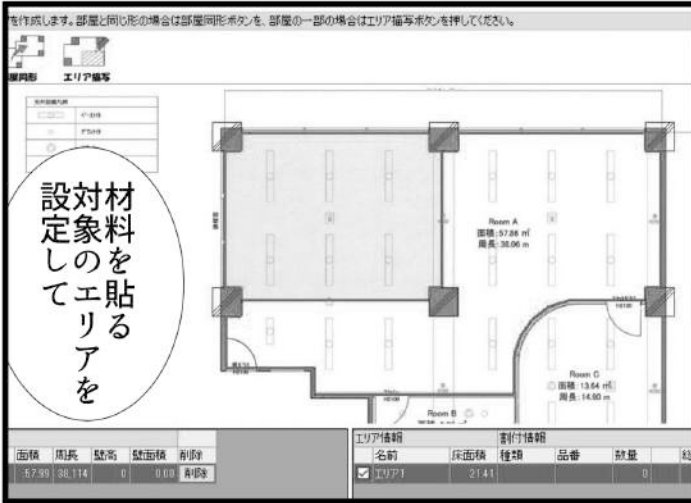 を作成します。部屋と同じ形の場合は部屋同形ボタンを、部屋の一部の場合はエリア描写ボタンを押してください。
屋同形 エリア描写
材料を貼る
対象のエリアを
設定して
Room A
面積:57.86 ㎡
周長:38.06 m
Room C
面積:13.64 ㎡
周長:14.60 m
Room B
面積 周長 壁高 壁面積 削除
57.99 38,114 0 0.00 削除
エリア情報 割付情報
名前 床面積 種類 品番 数量
エリア1 21.41 0